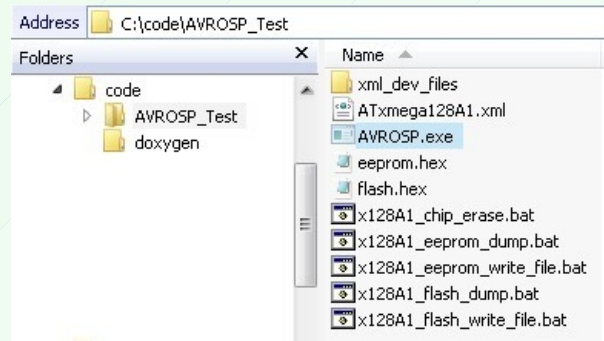 Address C:\code\AVROSP_Test
Folders
code
AVROSP_Test
doxygen
Name
xml_dev_files
ATxmega128A1.xml
AVROSP.exe
eeprom.hex
flash.hex
x128A1_chip_erase.bat
x128A1_eeprom_dump.bat
x128A1_eeprom_write_file.bat
x128A1_flash_dump.bat
x128A1_flash_write_file.bat